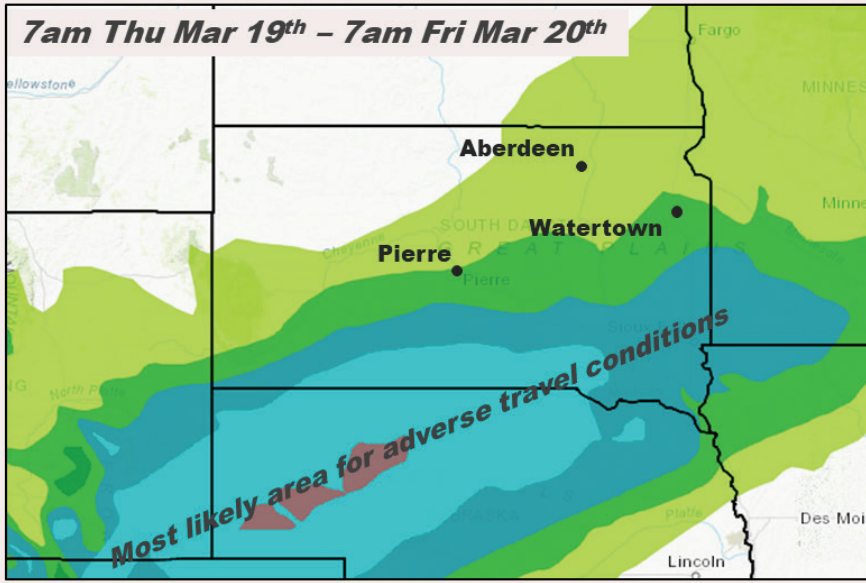 7am Thu Mar 19th – 7am Fri Mar 20th
Fargo
ellowstone
MINNES
Aberdeen
Minne
SOUTH DA
Watertown
Cheyenne
GREAT PLAINS
Pierre
Pierre
Sioux
NG
North Platte
Most likely area for adverse travel conditions
Platte
Des Moi
Lincoln